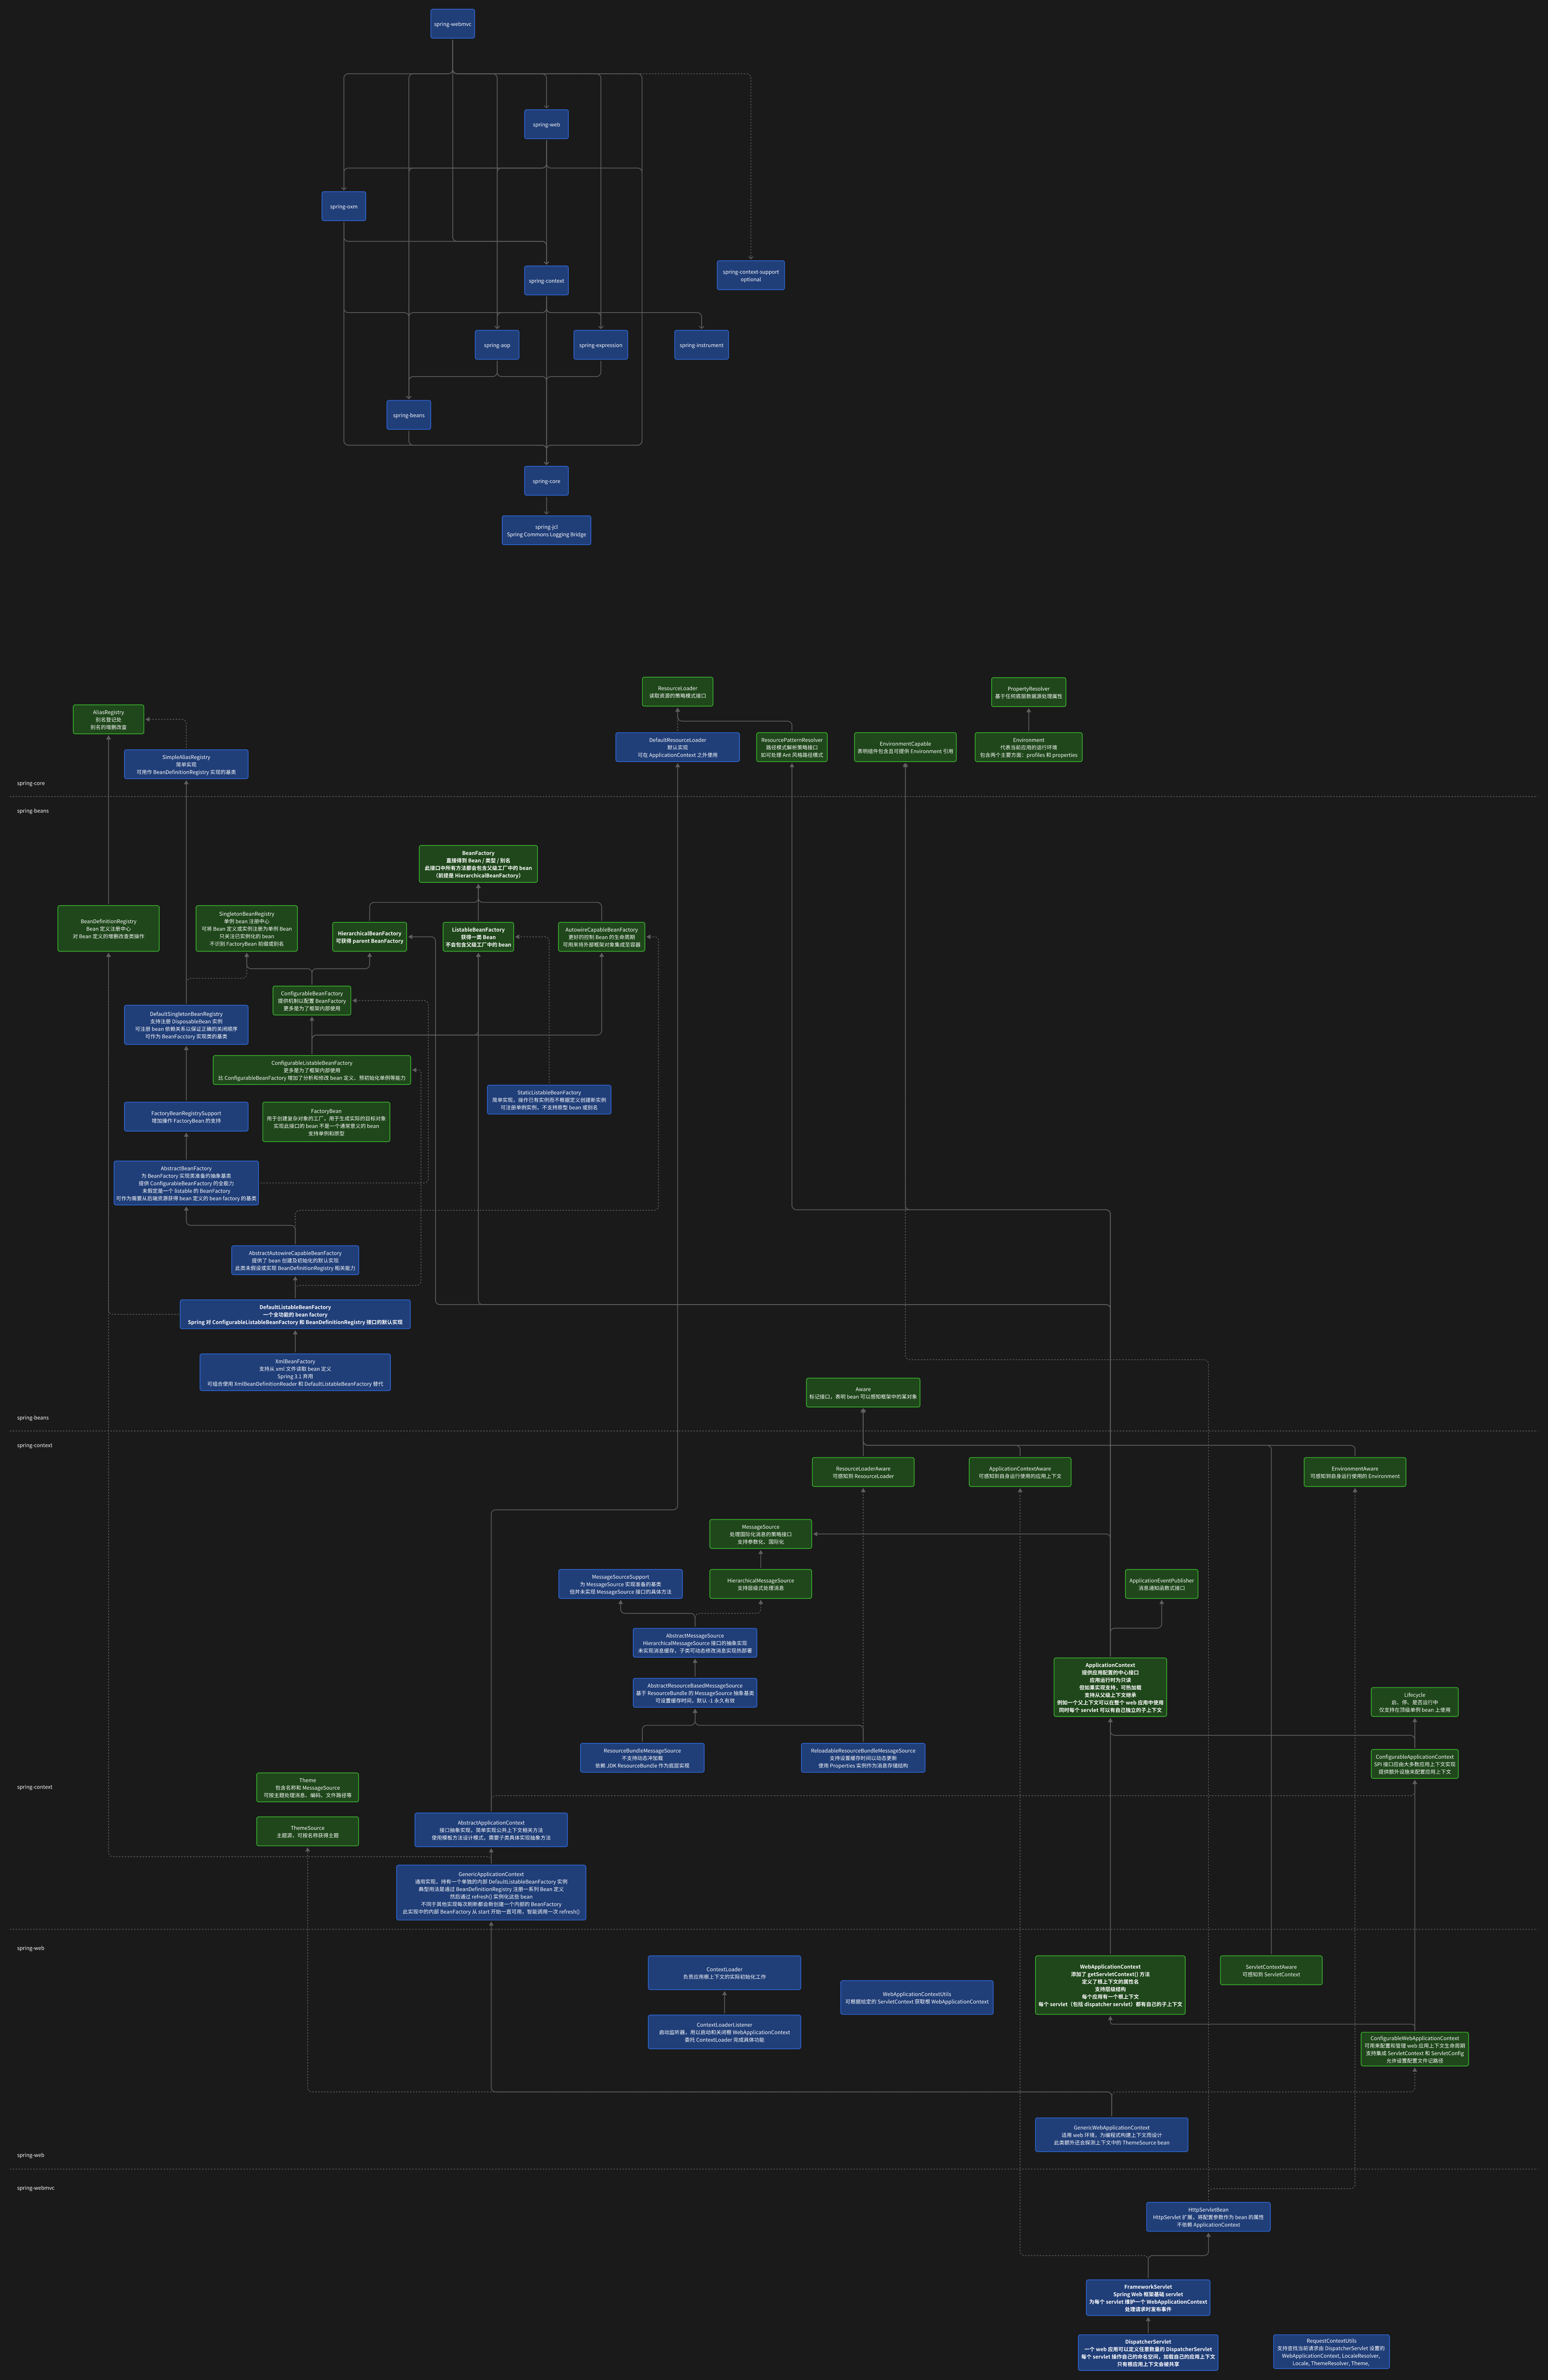 spring-webmvc
spring-web
spring-oxm
spring-context
spring-context-support
optional
spring-aop
spring-expression
spring-instrument
spring-beans
spring-core
spring-jcl
Spring Commons Logging Bridge
ResourceLoader
读取资源的策略模式接口
PropertyResolver
基于任何底层数据源处理属性
AliasRegistry
别名登记处
别名的增删改查
SimpleAliasRegistry
简单实现
可用作 BeanDefinitionRegistry 实现的基类
DefaultResourceLoader
默认实现
可在 ApplicationContext 之外使用
ResourcePatternResolver
路径模式解析策略接口
如可处理 Ant 风格路径模式
EnvironmentCapable
表明组件包含且可提供 Environment 引用
Environment
代表当前应用的运行环境
包含两个主要方面：profiles 和 properties
spring-core
spring-beans
BeanFactory
直接得到 Bean / 类型 / 别名
此接口中所有方法都会包含父级工厂中的 bean
（前提是 HierarchicalBeanFactory）
BeanDefinitionRegistry
Bean 定义注册中心
对 Bean 定义的增删改查类操作
SingletonBeanRegistry
单例 bean 注册中心
可将 Bean 定义或实例注册为单例 Bean
只关注已实例化的 bean
不识别 FactoryBean 前缀或别名
HierarchicalBeanFactory
可获得 parent BeanFactory
ListableBeanFactory
获得一类 Bean
不会包含父级工厂中的 bean
AutowireCapableBeanFactory
更好的控制 Bean 的生命周期
可用来将外部框架对象集成至容器
ConfigurableBeanFactory
提供机制以配置 BeanFactory
更多是为了框架内部使用
DefaultSingletonBeanRegistry
支持注册 DisposableBean 实例
可注册 bean 依赖关系以保证正确的关闭顺序
可作为 BeanFacctory 实现类的基类
ConfigurableListableBeanFactory
更多是为了框架内部使用
比 ConfigurableBeanFactory 增加了分析和修改 bean 定义、预初始化单例等能力
StaticListableBeanFactory
简单实现，操作已有实例而不根据定义创建新实例
可注册单例实例，不支持原型 bean 或别名
FactoryBeanRegistrySupport
增加操作 FactoryBean 的支持
FactoryBean
用于创建复杂对象的工厂，用于生成实际的目标对象
实现此接口的 bean 不是一个通常意义的 bean
支持单例和原型
AbstractBeanFactory
为 BeanFactory 实现类准备的抽象基类
提供 ConfigurableBeanFactory 的全能力
未假定是一个 listable 的 BeanFactory
可作为需要从后端资源获得 bean 定义的 bean factory 的基类
AbstractAutowireCapableBeanFactory
提供了 bean 创建及初始化的默认实现
此类未假设或实现 BeanDefinitionRegistry 相关能力
DefaultListableBeanFactory
一个全功能的 bean factory
Spring 对 ConfigurableListableBeanFactory 和 BeanDefinitionRegistry 接口的默认实现
XmlBeanFactory
支持从 xml 文件读取 bean 定义
Spring 3.1 弃用
可组合使用 XmlBeanDefinitionReader 和 DefaultListableBeanFactory 替代
Aware
标记接口，表明 bean 可以感知框架中的某对象
spring-beans
spring-context
ResourceLoaderAware
可感知到 ResourceLoader
ApplicationContextAware
可感知到自身运行使用的应用上下文
EnvironmentAware
可感知到自身运行使用的 Environment
MessageSource
处理国际化消息的策略接口
支持参数化、国际化
MessageSourceSupport
为 MessageSource 实现准备的基类
但并未实现 MessageSource 接口的具体方法
HierarchicalMessageSource
支持层级式处理消息
ApplicationEventPublisher
消息通知函数式接口
AbstractMessageSource
HierarchicalMessageSource 接口的抽象实现
未实现消息缓存，子类可动态修改消息实现热部署
ApplicationContext
提供应用配置的中心接口
应用运行时为只读
但如果实现支持，可热加载
支持从父级上下文继承
例如一个父上下文可以在整个 web 应用中使用
同时每个 servlet 可以有自己独立的子上下文
AbstractResourceBasedMessageSource
基于 ResourceBundle 的 MessageSource 抽象基类
可设置缓存时间，默认 -1 永久有效
Lifecycle
启、停、是否运行中
仅支持在顶级单例 bean 上使用
ResourceBundleMessageSource
不支持动态冲加载
依赖 JDK ResourceBundle 作为底层实现
ReloadableResourceBundleMessageSource
支持设置缓存时间以动态更新
使用 Properties 实例作为消息存储结构
ConfigurableApplicationContext
SPI 接口应由大多数应用上下文实现
提供额外设施来配置应用上下文
spring-context
Theme
包含名称和 MessageSource
可按主题处理消息、编码、文件路径等
ThemeSource
主题源，可按名称获得主题
AbstractApplicationContext
接口抽象实现，简单实现公共上下文相关方法
使用模板方法设计模式，需要子类具体实现抽象方法
GenericApplicationContext
通用实现，持有一个单独的内部 DefaultListableBeanFactory 实例
典型用法是通过 BeanDefinitionRegistry 注册一系列 Bean 定义
然后通过 refresh() 实例化这些 bean
不同于其他实现每次刷新都会新创建一个内部的 BeanFactory
此实现中的内部 BeanFactory 从 start 开始一直可用，智能调用一次 refresh()
spring-web
ContextLoader
负责应用根上下文的实际初始化工作
WebApplicationContextUtils
可根据给定的 ServletContext 获取根 WebApplicationContext
WebApplicationContext
添加了 getServletContext() 方法
定义了根上下文的属性名
支持层级结构
每个应用有一个根上下文
每个 servlet（包括 dispatcher servlet）都有自己的子上下文
ServletContextAware
可感知到 ServletContext
ContextLoaderListener
启动监听器，用以启动和关闭根 WebApplicationContext
委托 ContextLoader 完成具体功能
ConfigurableWebApplicationContext
可用来配置和管理 web 应用上下文生命周期
支持集成 ServletContext 和 ServletConfig
允许设置配置文件记路径
GenericWebApplicationContext
适用 web 环境，为编程式构建上下文而设计
此类额外还会探测上下文中的 ThemeSource bean
spring-web
spring-webmvc
HttpServletBean
HttpServlet 扩展，将配置参数作为 bean 的属性
不依赖 ApplicationContext
FrameworkServlet
Spring Web 框架基础 servlet
为每个 servlet 维护一个 WebApplicationContext
处理请求时发布事件
DispatcherServlet
一个 web 应用可以定义任意数量的 DispatcherServlet
每个 servlet 操作自己的命名空间，加载自己的应用上下文
只有根应用上下文会被共享
RequestContextUtils
支持查找当前请求由 DispatcherServlet 设置的
WebApplicationContext, LocaleResolver,
Locale, ThemeResolver, Theme,